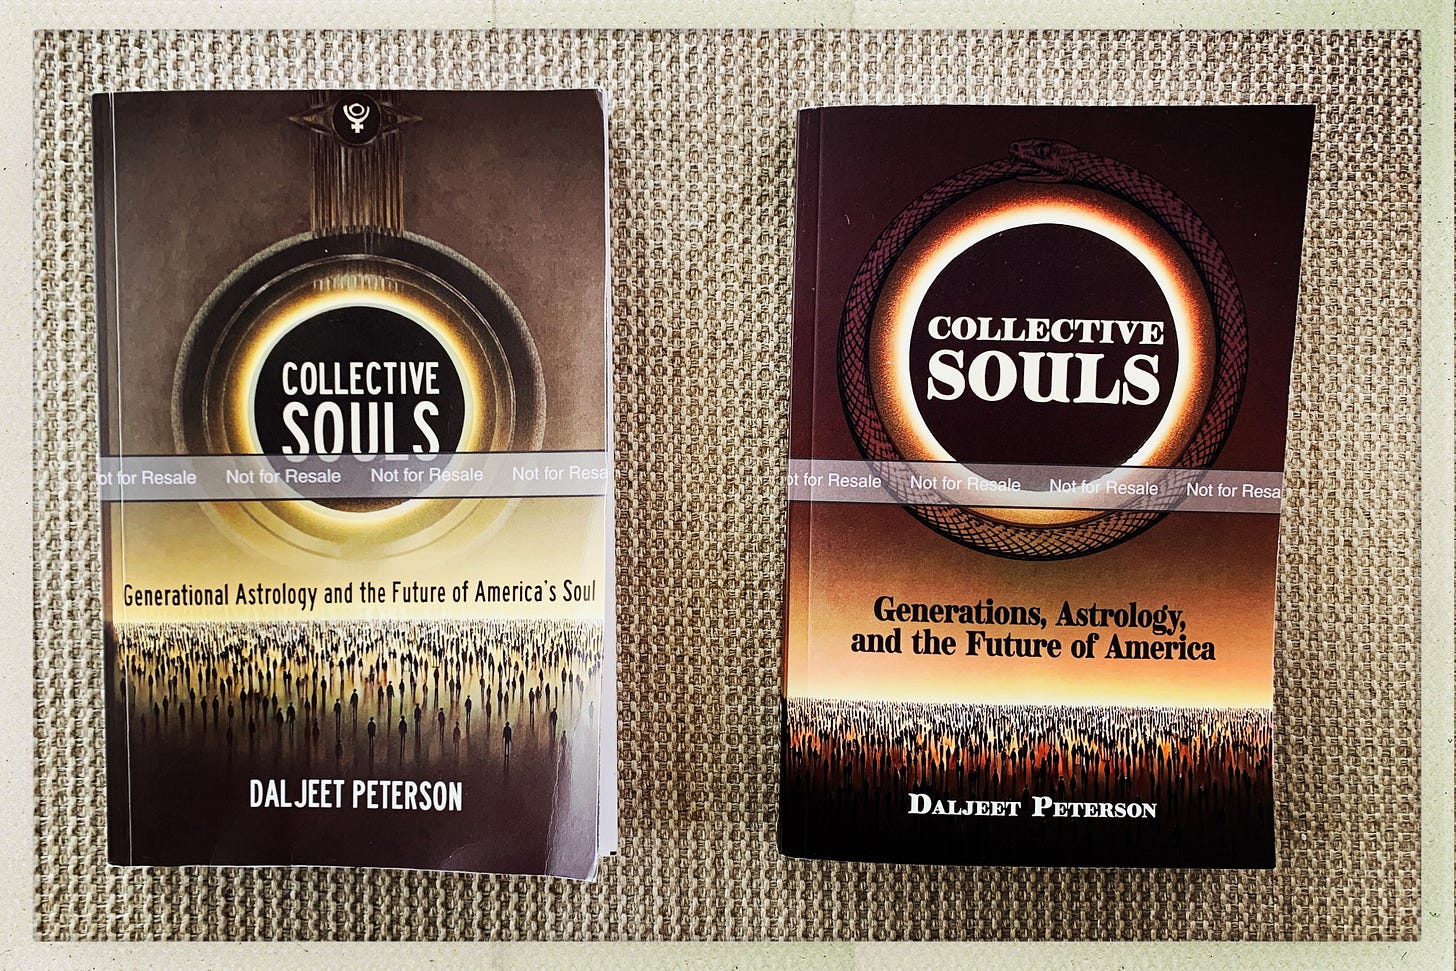 COLLECTIVE
SOULS
ot for Resale Not for Resale Not for Resale Not for Resa
Generational Astrology and the Future of America's Soul
DALJEET PETERSON
COLLECTIVE
SOULS
ot for Resale Not for Resale Not for Resale Not for Resa
Generations, Astrology,
and the Future of America
DALJEET PETERSON